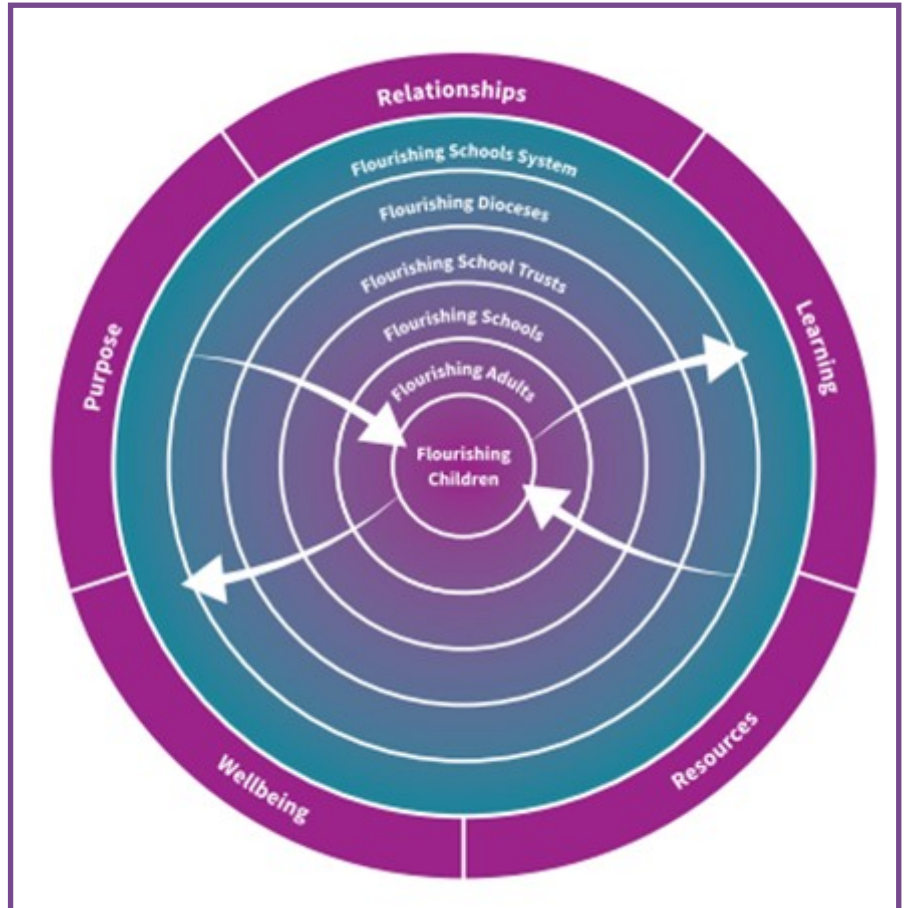 Relationships
Flourishing Schools System
Flourishing Dioceses
Flourishing School Trusts
Flourishing Schools
Flourishing Adults
Flourishing
Children
Purpose
Learning
Wellbeing
Resources